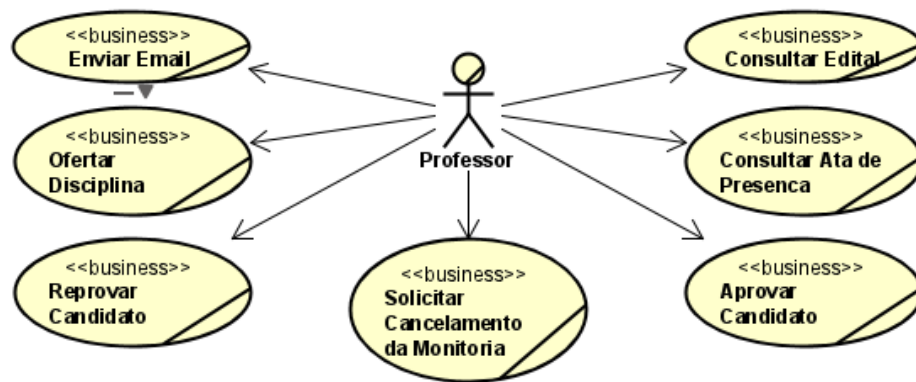 <<business>>
Enviar Email
<<business>>
Consultar Edital
<<business>>
Ofertar
Disciplina
Professor
<<business>>
Consultar Ata de
Presenca
<<business>>
Reprovar
Candidato
<<business>>
Solicitar
Cancelamento
da Monitoria
<<business>>
Aprovar
Candidato